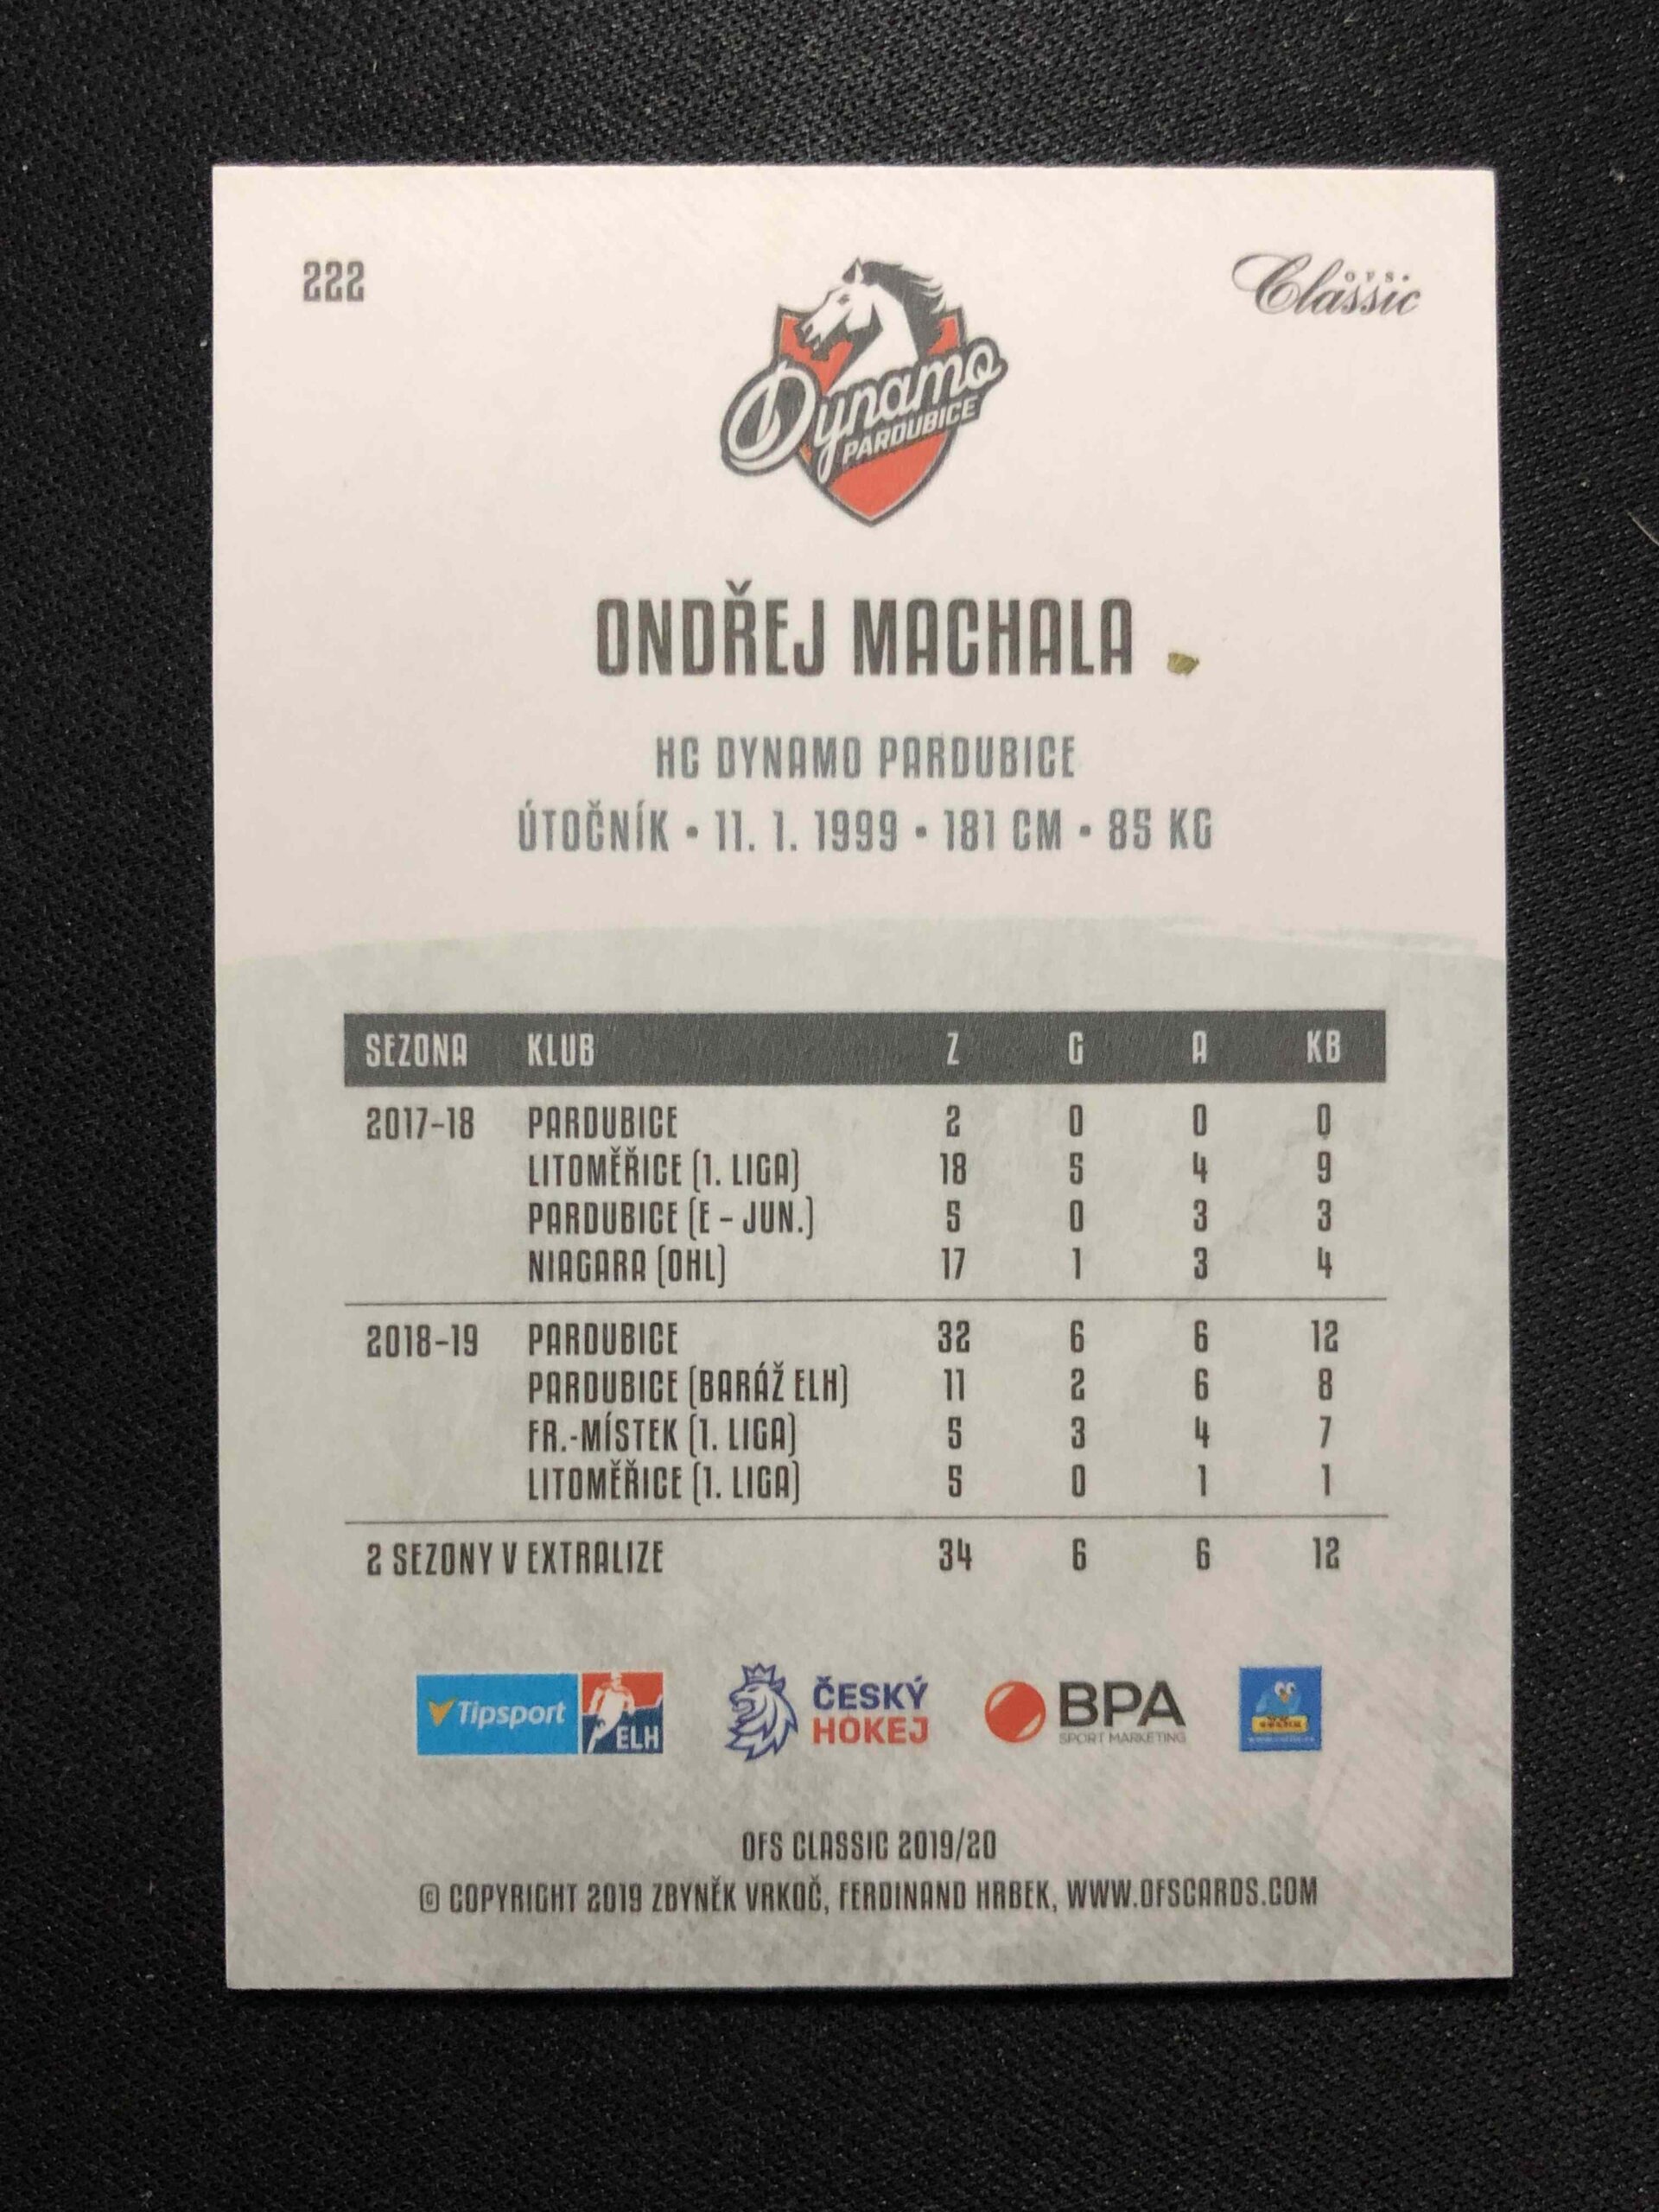 222
OFS.
Classic
Dynamo
PARDUBICE
ONDŘEJ MACHALA
HC DYNAMO PARDUBICE
ÚTOČNÍK • 11. 1. 1999 • 181 CM • 85 KG
SEZONA KLUB Z G A KB
2017-18 PARDUBICE 2 0 0 0
LITOMĚŘICE (1. LIGA) 18 5 4 9
PARDUBICE (E - JUN.) 5 0 3 3
NIAGARA (OHL) 17 1 3 4
2018-19 PARDUBICE 32 6 6 12
PARDUBICE (BARÁŽ ELH) 11 2 6 8
FR.-MÍSTEK (1. LIGA) 5 3 4 7
LITOMĚŘICE (1. LIGA) 5 0 1 1
2 SEZONY V EXTRALIZE 34 6 6 12
Tipsport
ELH
ČESKÝ
HOKEJ
BPA
SPORT MARKETING
OFS CLASSIC 2019/20
© COPYRIGHT 2019 ZBYNĚK VRKOČ, FERDINAND HRBEK, WWW.OFSCARDS.COM